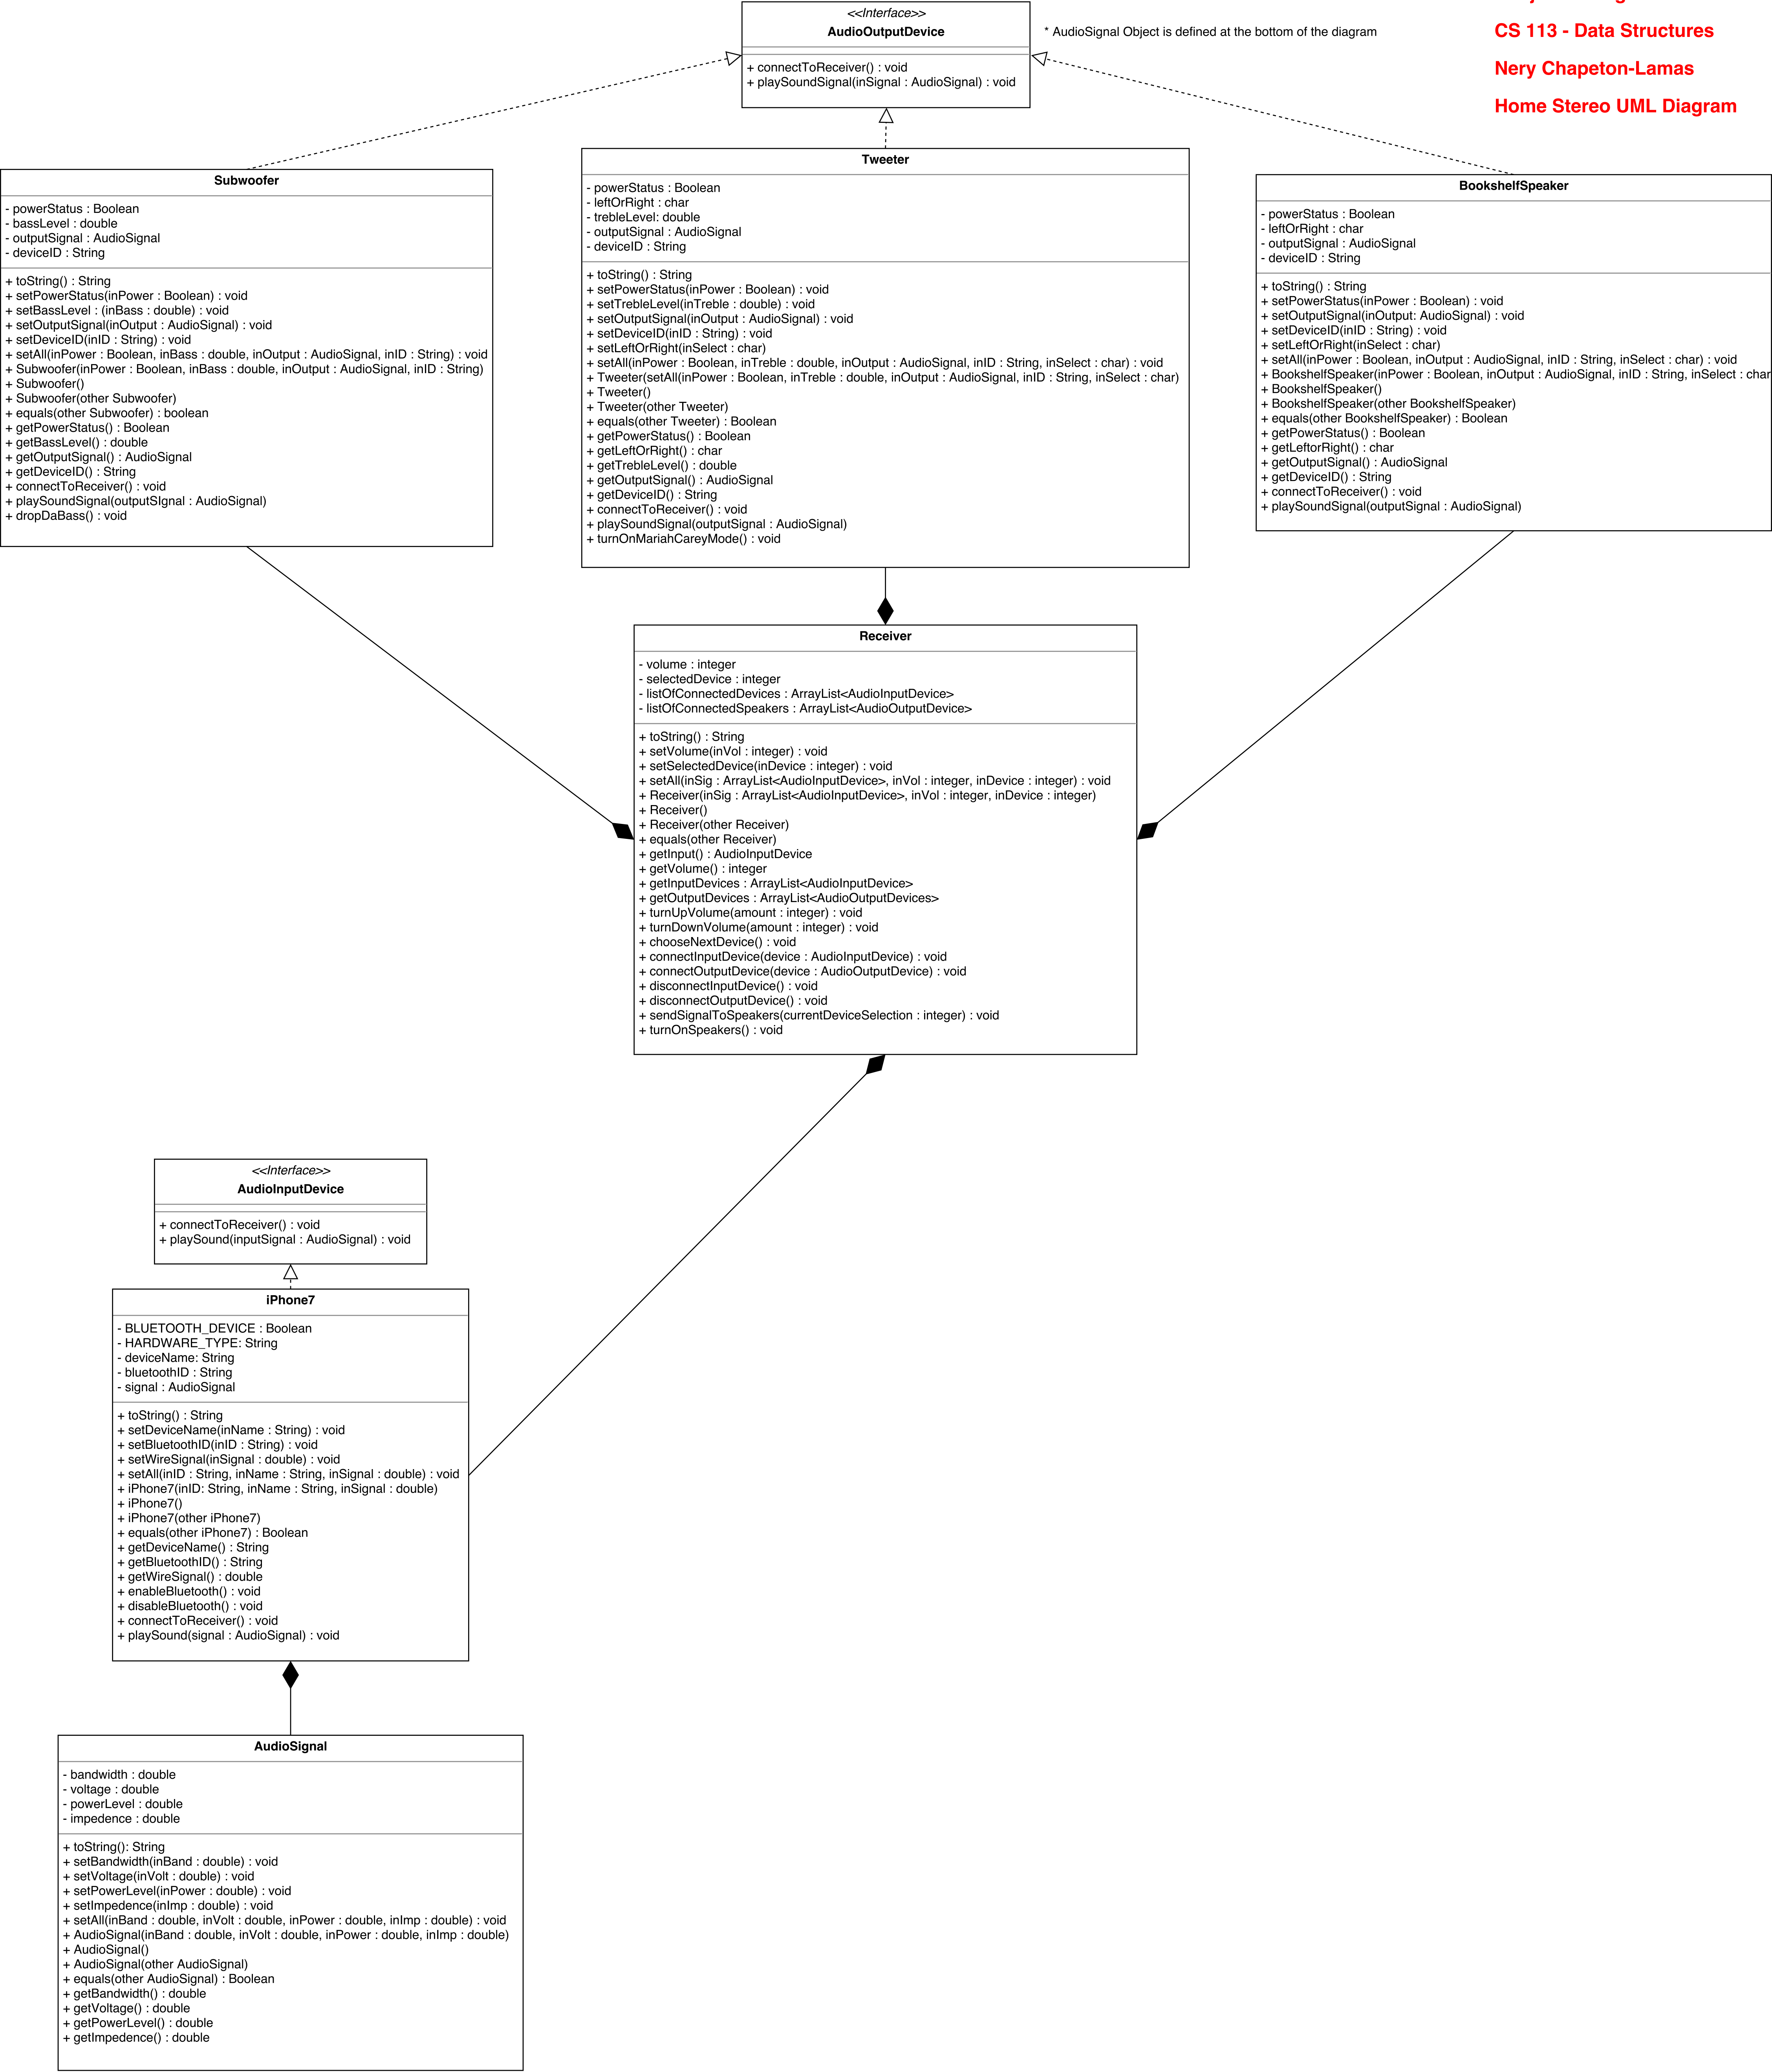 <<Interface>>
AudioOutputDevice
+ connectToReceiver() : void
+ playSoundSignal(inSignal : AudioSignal) : void
* AudioSignal Object is defined at the bottom of the diagram
CS 113 - Data Structures
Nery Chapeton-Lamas
Home Stereo UML Diagram
Subwoofer
- powerStatus : Boolean
- bassLevel : double
- outputSignal : AudioSignal
- deviceID : String
+ toString() : String
+ setPowerStatus(inPower : Boolean) : void
+ setBassLevel : (inBass : double) : void
+ setOutputSignal(inOutput : AudioSignal) : void
+ setDeviceID(inID : String) : void
+ setAll(inPower : Boolean, inBass : double, inOutput : AudioSignal, inID : String) : void
+ Subwoofer(inPower : Boolean, inBass : double, inOutput : AudioSignal, inID : String)
+ Subwoofer()
+ Subwoofer(other Subwoofer)
+ equals(other Subwoofer) : boolean
+ getPowerStatus() : Boolean
+ getBassLevel() : double
+ getOutputSignal() : AudioSignal
+ getDeviceID() : String
+ connectToReceiver() : void
+ playSoundSignal(outputSIgnal : AudioSignal)
+ dropDaBass() : void
Tweeter
- powerStatus : Boolean
- leftOrRight : char
- trebleLevel: double
- outputSignal : AudioSignal
- deviceID : String
+ toString() : String
+ setPowerStatus(inPower : Boolean) : void
+ setTrebleLevel(inTreble : double) : void
+ setOutputSignal(inOutput : AudioSignal) : void
+ setDeviceID(inID : String) : void
+ setLeftOrRight(inSelect : char)
+ setAll(inPower : Boolean, inTreble : double, inOutput : AudioSignal, inID : String, inSelect : char) : void
+ Tweeter(setAll(inPower : Boolean, inTreble : double, inOutput : AudioSignal, inID : String, inSelect : char)
+ Tweeter()
+ Tweeter(other Tweeter)
+ equals(other Tweeter) : Boolean
+ getPowerStatus() : Boolean
+ getLeftOrRight() : char
+ getTrebleLevel() : double
+ getOutputSignal() : AudioSignal
+ getDeviceID() : String
+ connectToReceiver() : void
+ playSoundSignal(outputSignal : AudioSignal)
+ turnOnMariahCareyMode() : void
BookshelfSpeaker
- powerStatus : Boolean
- leftOrRight : char
- outputSignal : AudioSignal
- deviceID : String
+ toString() : String
+ setPowerStatus(inPower : Boolean) : void
+ setOutputSignal(inOutput: AudioSignal) : void
+ setDeviceID(inID : String) : void
+ setLeftOrRight(inSelect : char)
+ setAll(inPower : Boolean, inOutput : AudioSignal, inID : String, inSelect : char) : void
+ BookshelfSpeaker(inPower : Boolean, inOutput : AudioSignal, inID : String, inSelect : char
+ BookshelfSpeaker()
+ BookshelfSpeaker(other BookshelfSpeaker)
+ equals(other BookshelfSpeaker) : Boolean
+ getPowerStatus() : Boolean
+ getLeftorRight() : char
+ getOutputSignal() : AudioSignal
+ getDeviceID() : String
+ connectToReceiver() : void
+ playSoundSignal(outputSignal : AudioSignal)
Receiver
- volume : integer
- selectedDevice : integer
- listOfConnectedDevices : ArrayList<AudioInputDevice>
- listOfConnectedSpeakers : ArrayList<AudioOutputDevice>
+ toString() : String
+ setVolume(inVol : integer) : void
+ setSelectedDevice(inDevice : integer) : void
+ setAll(inSig : ArrayList<AudioInputDevice>, inVol : integer, inDevice : integer) : void
+ Receiver(inSig : ArrayList<AudioInputDevice>, inVol : integer, inDevice : integer)
+ Receiver()
+ Receiver(other Receiver)
+ equals(other Receiver)
+ getInput() : AudioInputDevice
+ getVolume() : integer
+ getInputDevices : ArrayList<AudioInputDevice>
+ getOutputDevices : ArrayList<AudioOutputDevices>
+ turnUpVolume(amount : integer) : void
+ turnDownVolume(amount : integer) : void
+ chooseNextDevice() : void
+ connectInputDevice(device : AudioInputDevice) : void
+ connectOutputDevice(device : AudioOutputDevice) : void
+ disconnectInputDevice() : void
+ disconnectOutputDevice() : void
+ sendSignalToSpeakers(currentDeviceSelection : integer) : void
+ turnOnSpeakers() : void
<<Interface>>
AudioInputDevice
+ connectToReceiver() : void
+ playSound(inputSignal : AudioSignal) : void
iPhone7
- BLUETOOTH_DEVICE : Boolean
- HARDWARE_TYPE: String
- deviceName: String
- bluetoothID : String
- signal : AudioSignal
+ toString() : String
+ setDeviceName(inName : String) : void
+ setBluetoothID(inID : String) : void
+ setWireSignal(inSignal : double) : void
+ setAll(inID : String, inName : String, inSignal : double) : void
+ iPhone7(inID: String, inName : String, inSignal : double)
+ iPhone7()
+ iPhone7(other iPhone7)
+ equals(other iPhone7) : Boolean
+ getDeviceName() : String
+ getBluetoothID() : String
+ getWireSignal() : double
+ enableBluetooth() : void
+ disableBluetooth() : void
+ connectToReceiver() : void
+ playSound(signal : AudioSignal) : void
AudioSignal
- bandwidth : double
- voltage : double
- powerLevel : double
- impedence : double
+ toString(): String
+ setBandwidth(inBand : double) : void
+ setVoltage(inVolt : double) : void
+ setPowerLevel(inPower : double) : void
+ setImpedence(inImp : double) : void
+ setAll(inBand : double, inVolt : double, inPower : double, inImp : double) : void
+ AudioSignal(inBand : double, inVolt : double, inPower : double, inImp : double)
+ AudioSignal()
+ AudioSignal(other AudioSignal)
+ equals(other AudioSignal) : Boolean
+ getBandwidth() : double
+ getVoltage() : double
+ getPowerLevel() : double
+ getImpedence() : double